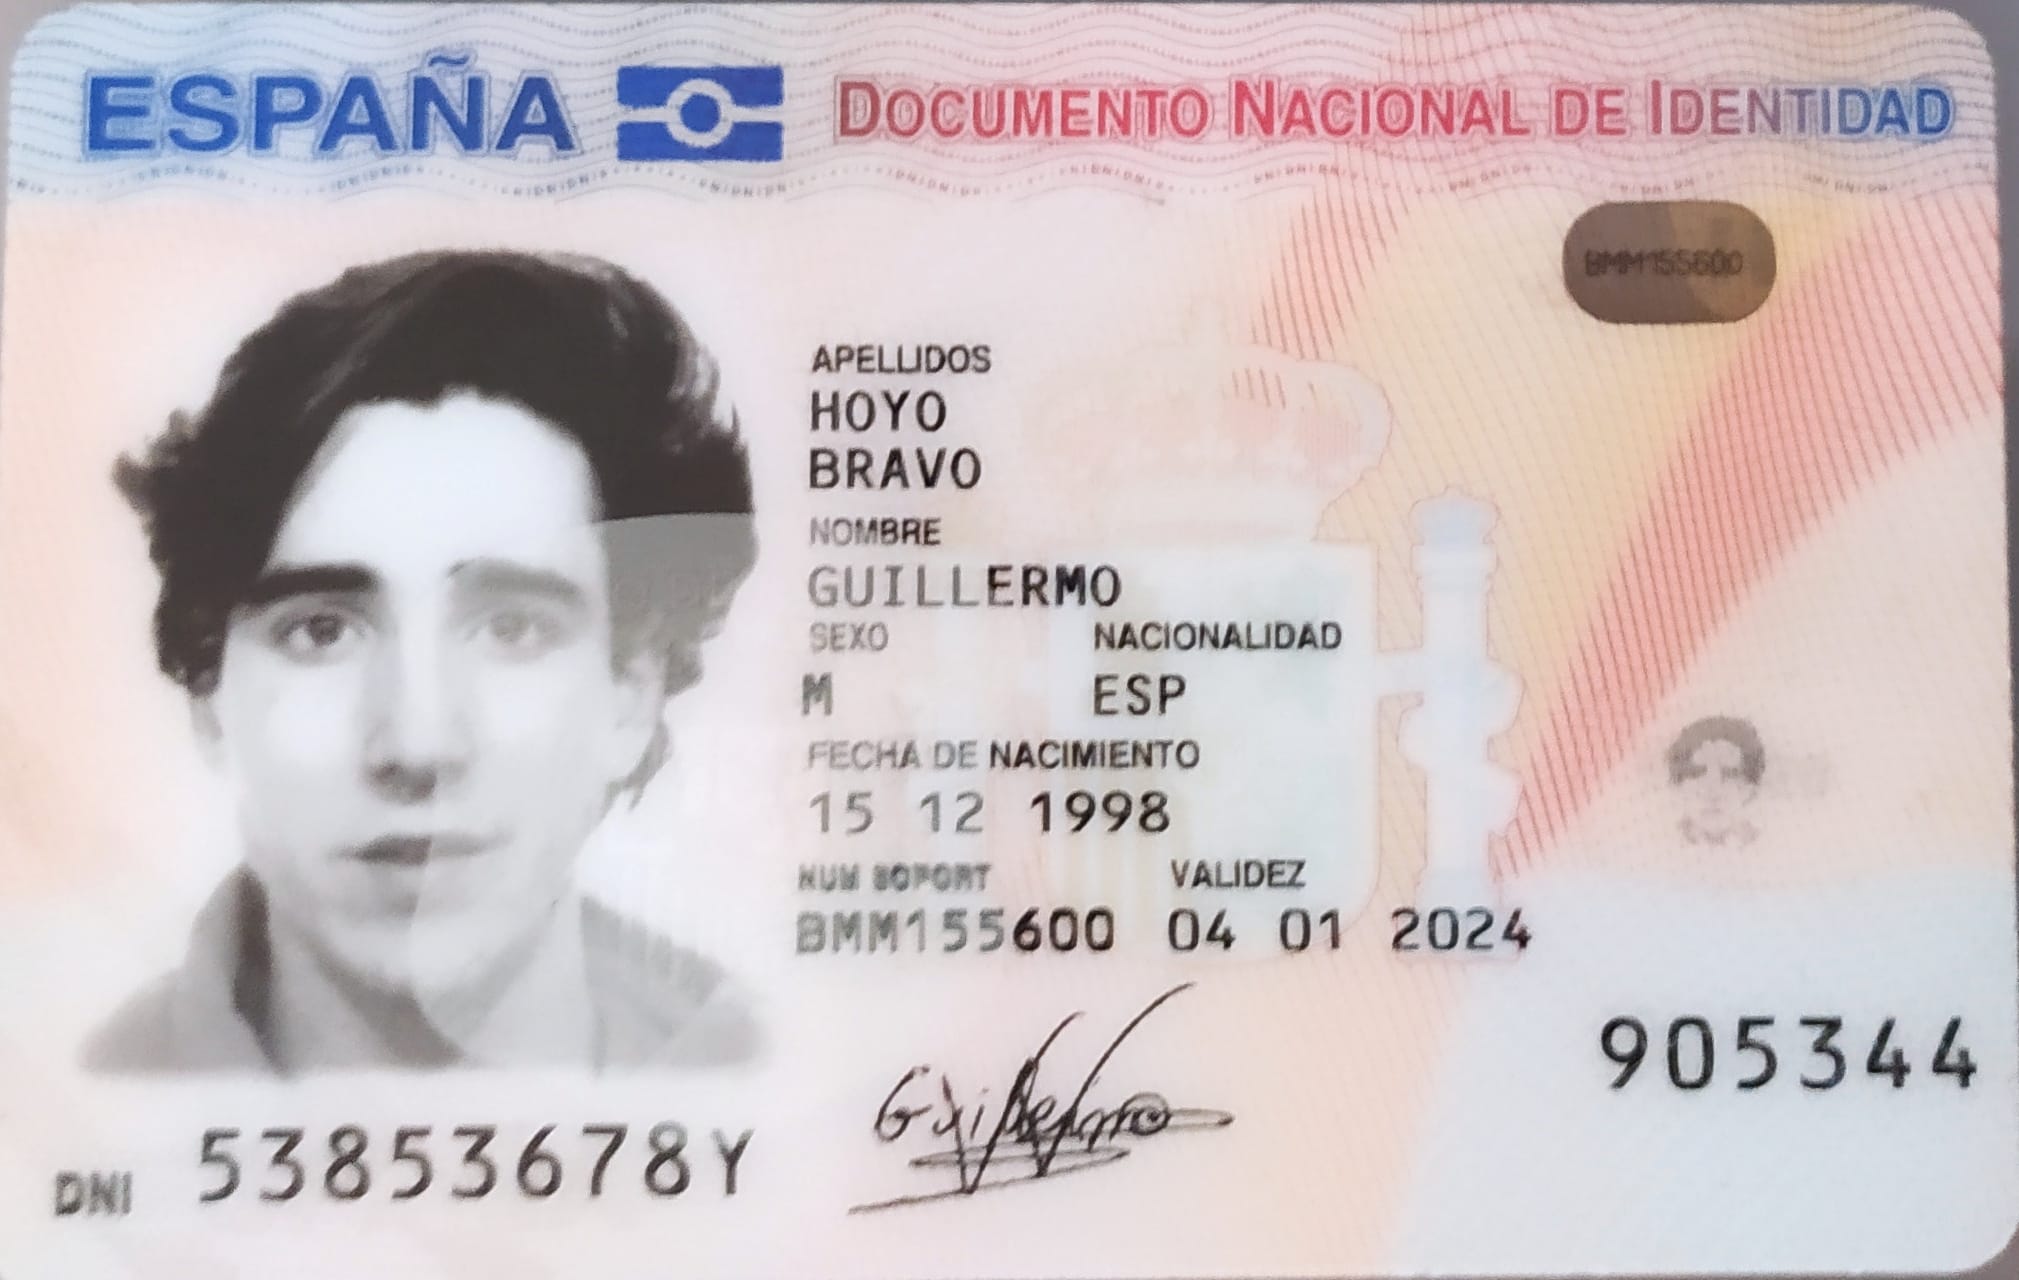 ESPAÑA DOCUMENTO NACIONAL DE IDENTIDAD
BMM155600
APELLIDOS
HOYO
BRAVO
NOMBRE
GUILLERMO
SEXO NACIONALIDAD
M ESP
FECHA DE NACIMIENTO
15 12 1998
NUM SOPORT VALIDEZ
BMM155600 04 01 2024
905344
Guillermo
DNI 53853678Y